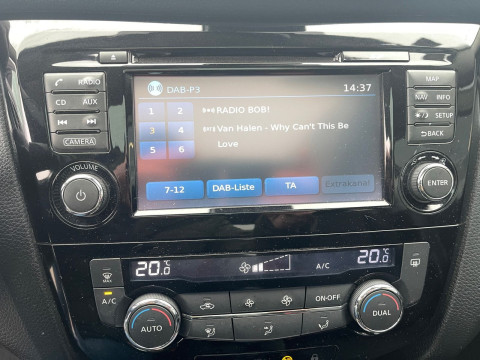 RADIO
CD AUX
CAMERA
VOLUME
DAB-P3
14:37
1 2
3 4
5 6
RADIO BOB!
Van Halen - Why Can't This Be
Love
7-12
DAB-Liste
TA
Extrakanal
MAP
NAV INFO
SETUP
BACK
ENTER
20.0 °C
A/C
20.0 °C
MAX
A/C
AUTO
ON·OFF
DUAL